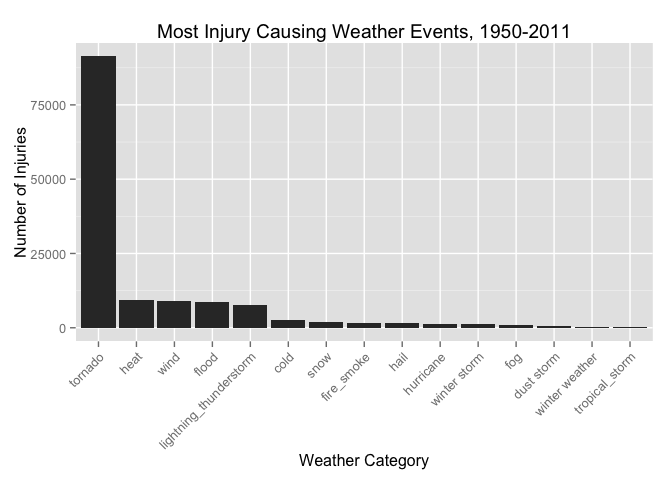 Most Injury Causing Weather Events, 1950-2011
Number of Injuries
75000
50000
25000
0
tornado
heat
wind
flood
lightning_thunderstorm
cold
snow
fire_smoke
hail
hurricane
winter storm
fog
dust storm
winter weather
tropical_storm
Weather Category